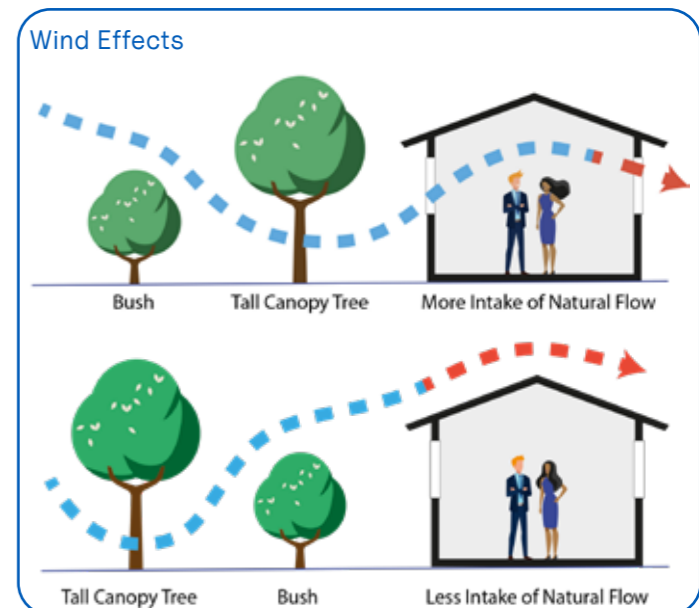 Wind Effects
Bush Tall Canopy Tree More Intake of Natural Flow
Tall Canopy Tree Bush Less Intake of Natural Flow